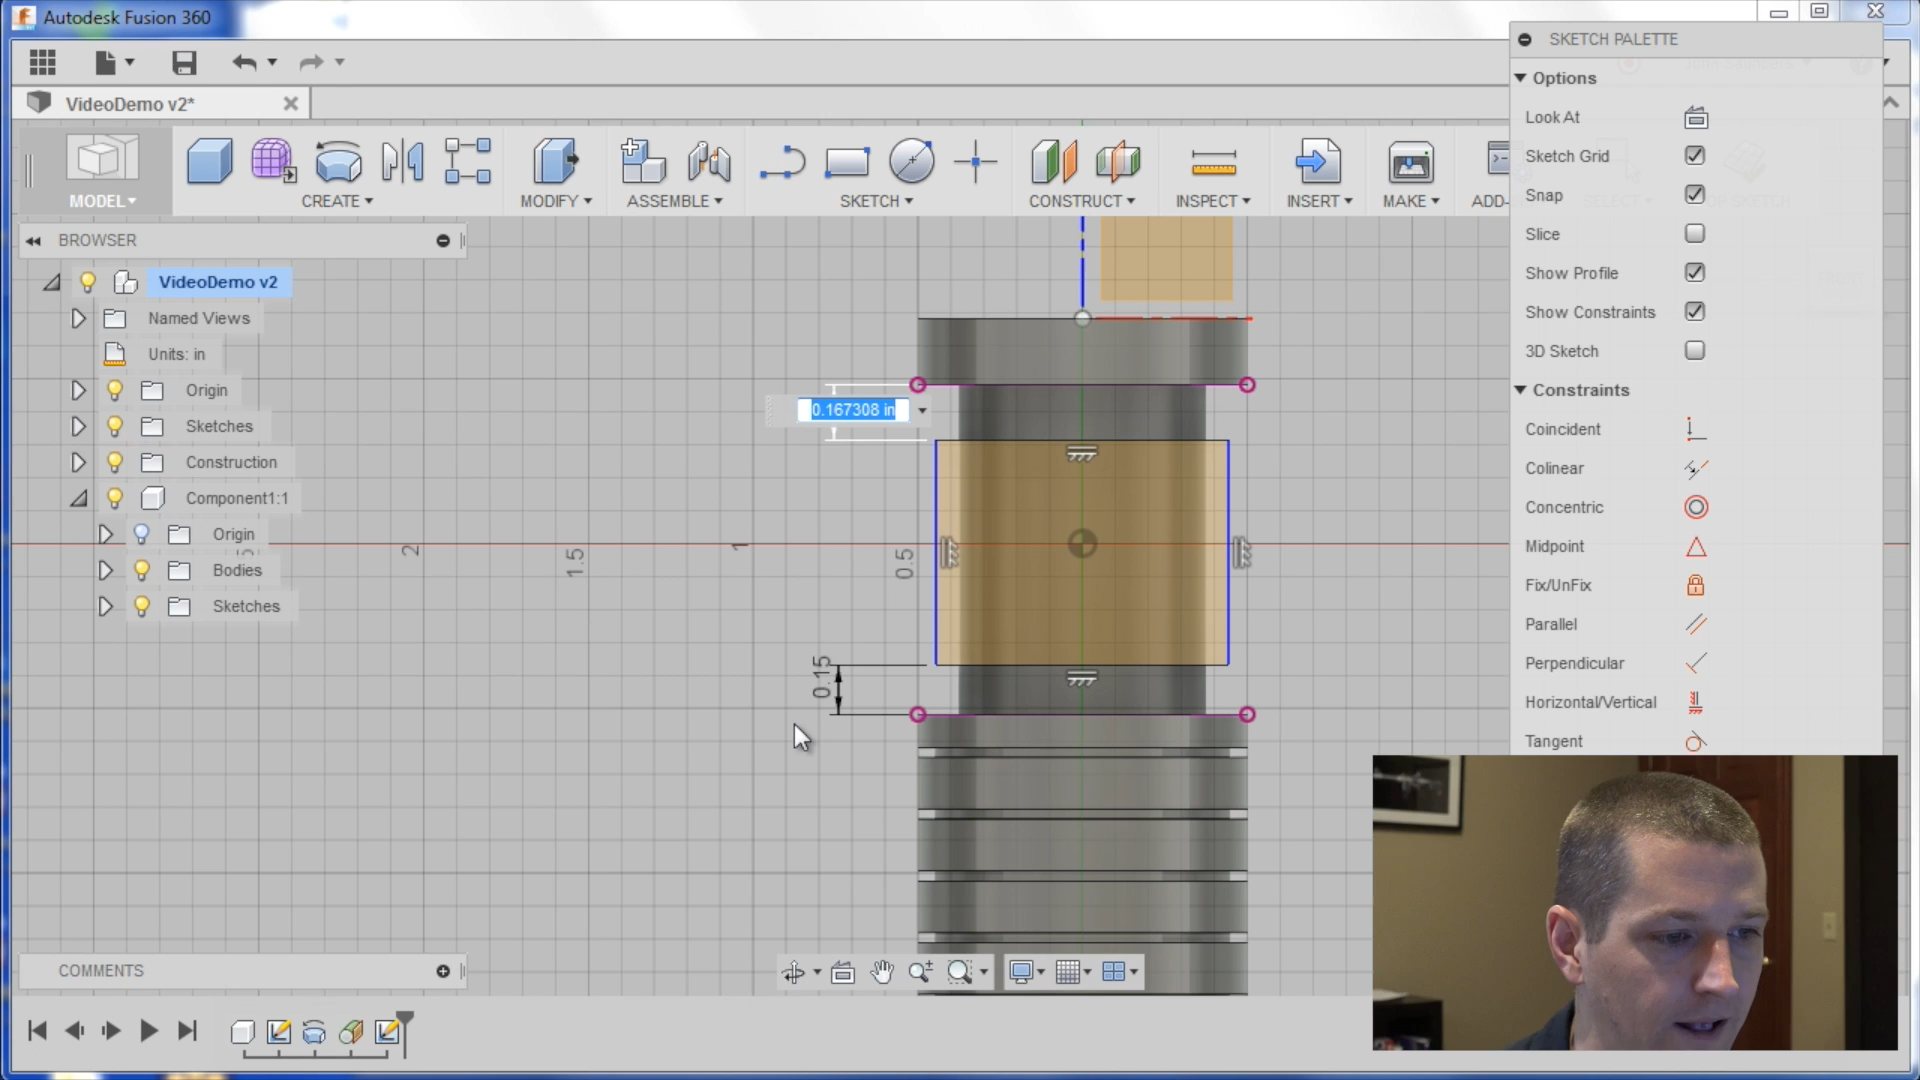 Autodesk Fusion 360
VideoDemo v2*
MODEL
CREATE
MODIFY
ASSEMBLE
SKETCH
CONSTRUCT
INSPECT
INSERT
MAKE
ADD-
SKETCH PALETTE
Options
Look At
Sketch Grid
Snap
Slice
Show Profile
Show Constraints
3D Sketch
Constraints
Coincident
Colinear
Concentric
Midpoint
Fix/UnFix
Parallel
Perpendicular
Horizontal/Vertical
Tangent
BROWSER
VideoDemo v2
Named Views
Units: in
Origin
Sketches
Construction
Component1:1
Origin
Bodies
Sketches
2
1.5
1
0.5
0.167308 in
0.15
COMMENTS